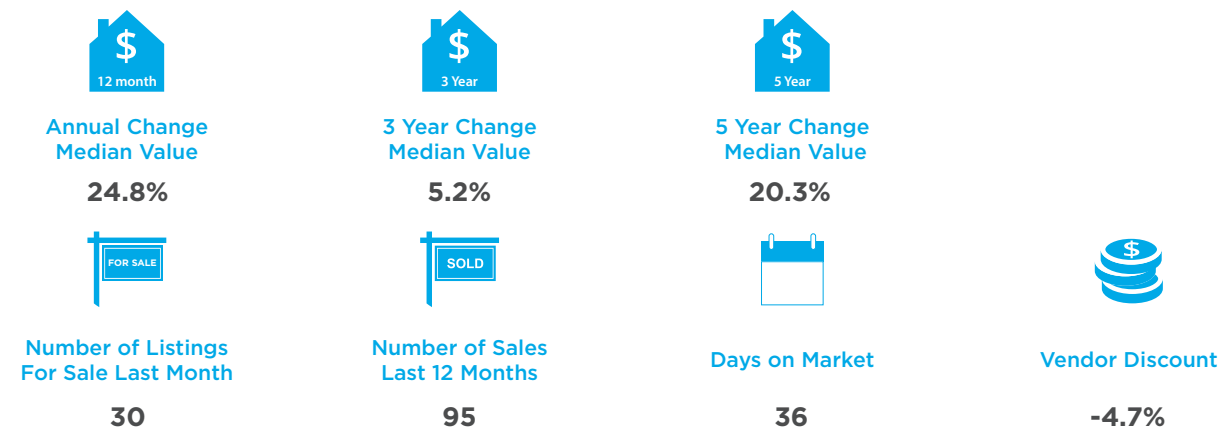 $
12 month
$
3 Year
$
5 Year
Annual Change
Median Value
3 Year Change
Median Value
5 Year Change
Median Value
24.8%
5.2%
20.3%
FOR SALE
SOLD
$
Number of Listings
For Sale Last Month
Number of Sales
Last 12 Months
Days on Market
Vendor Discount
30
95
36
-4.7%